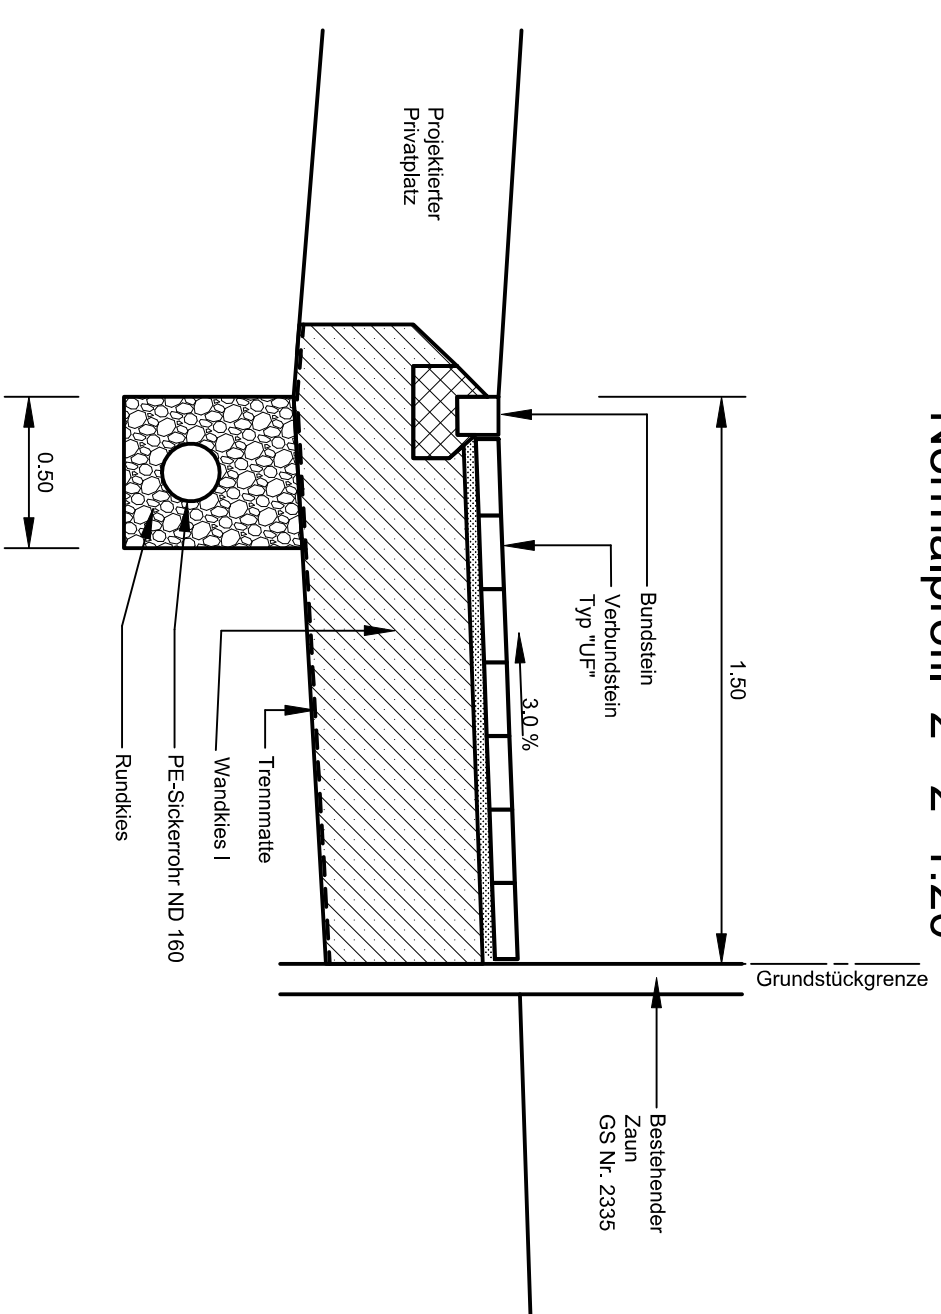 Normalprofil 2 - 2 1:20
1.50
Grundstückgrenze
Bundstein
Verbundstein
Typ "UF"
3.0 %
Bestehender
Zaun
GS Nr. 2335
Projektierter
Privatplatz
Trennmatte
Wandkies I
PE-Sickerrohr ND 160
Rundkies
0.50